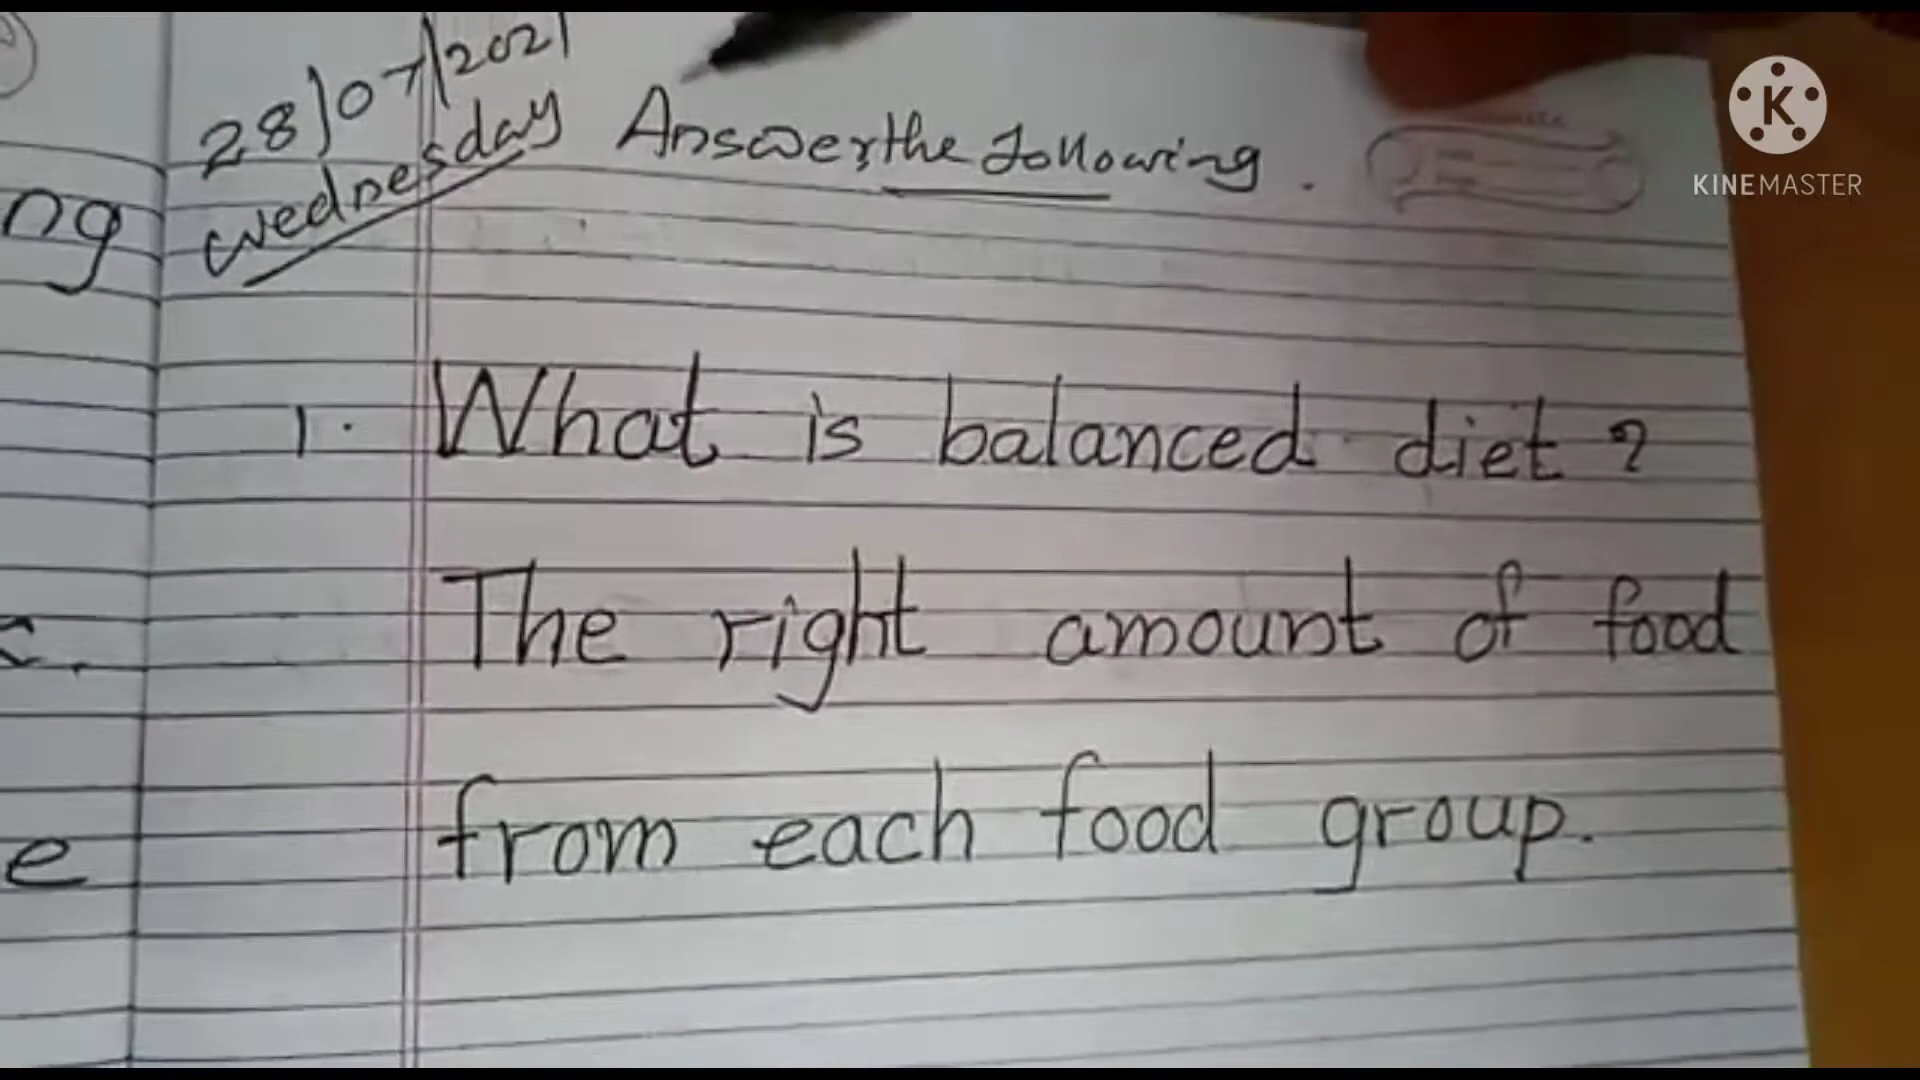 28/07/2021
Wednesday
Answer the following.
1. What is balanced diet ?
The right amount of food
from each food group.
ng
e
K
KINEMASTER